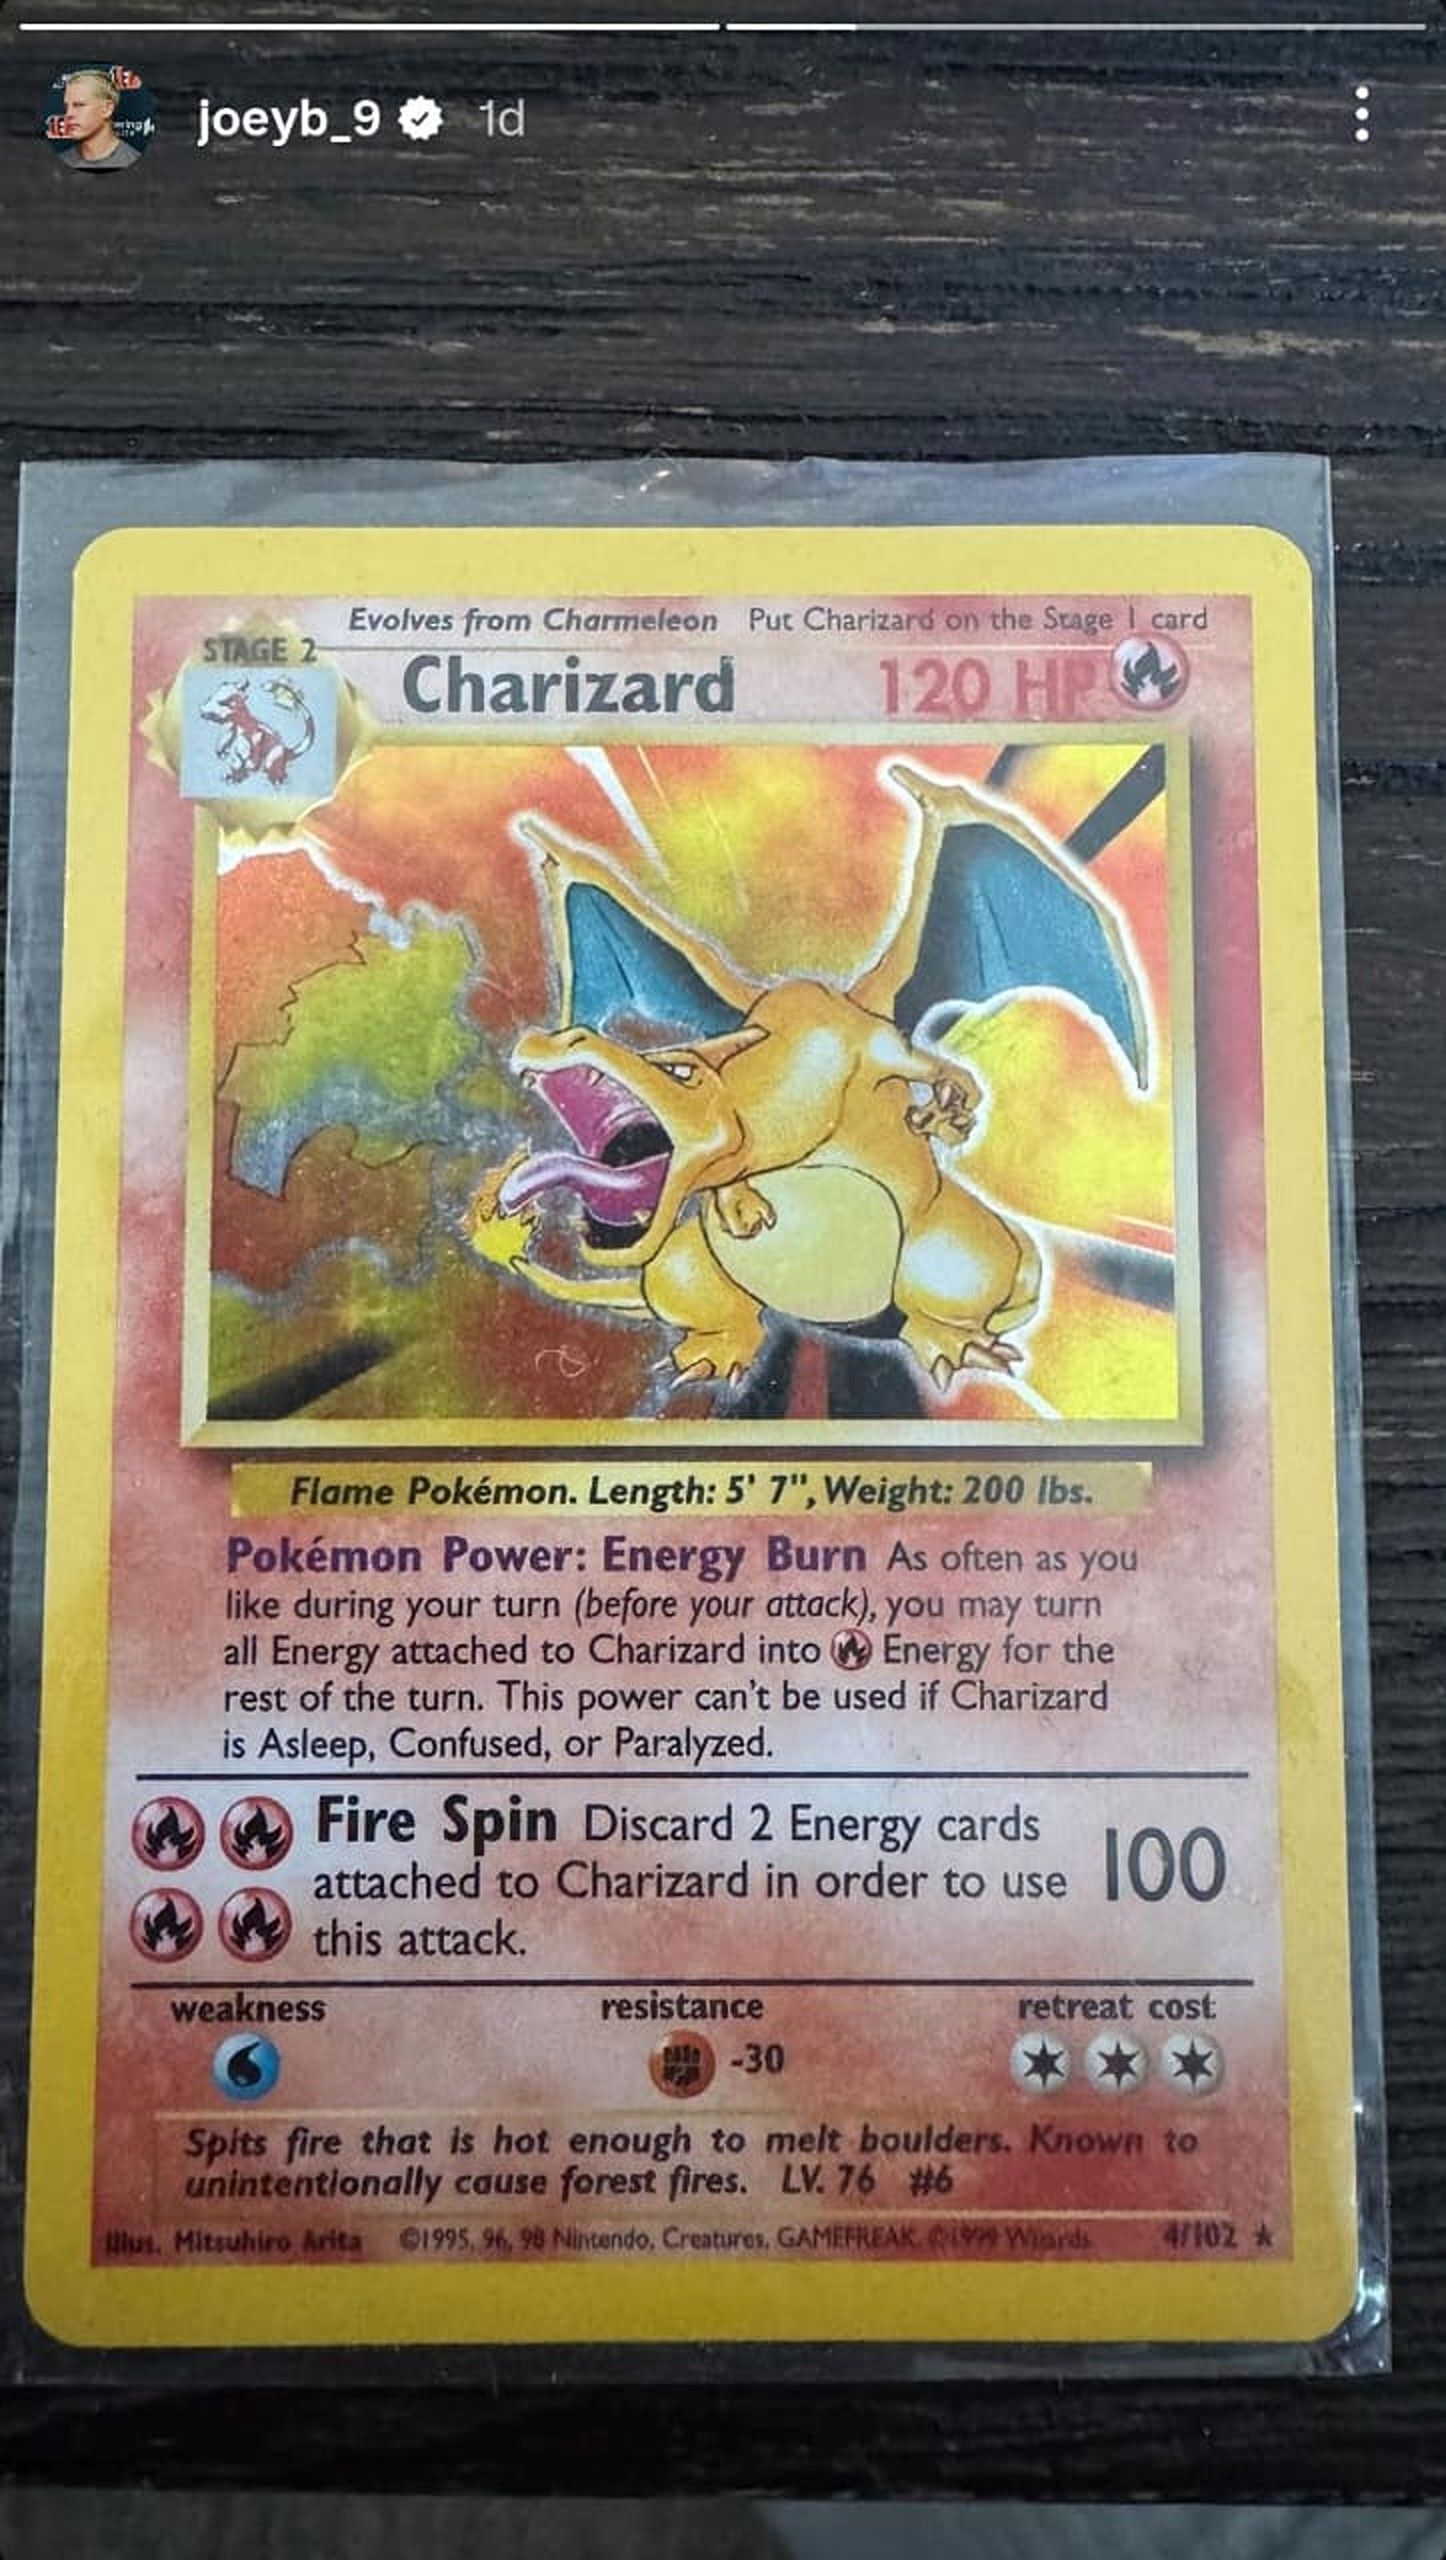 joeyb_9 1d
Evolves from Charmeleon Put Charizard on the Stage 1 card
STAGE 2
Charizard 120 HP
Flame Pokémon. Length: 5' 7", Weight: 200 lbs.
Pokémon Power: Energy Burn As often as you
like during your turn (before your attack), you may turn
all Energy attached to Charizard into Energy for the
rest of the turn. This power can't be used if Charizard
is Asleep, Confused, or Paralyzed.
Fire Spin Discard 2 Energy cards
attached to Charizard in order to use
this attack.
100
weakness resistance retreat cost
-30
Spits fire that is hot enough to melt boulders. Known to
unintentionally cause forest fires. LV. 76 #6
Illus. Mitsuhiro Arita ©1995, 96, 98 Nintendo, Creatures, GAMEFREAK. ©1999 Wizards. 4/102 ★